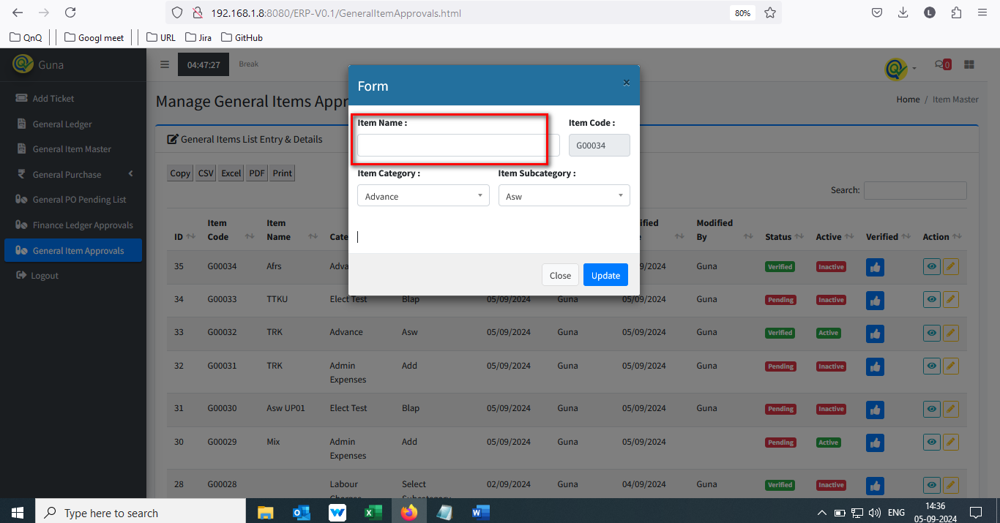 192.168.1.8:8080/ERP-V0.1/GeneralItemApprovals.html 80% L
QnQ Googl meet URL Jira GitHub
Guna 04:47:27 Break 0
Add Ticket
General Ledger
General Item Master
General Purchase
General PO Pending List
Finance Ledger Approvals
General Item Approvals
Logout
Manage General Items Appr
Home / Item Master
General Items List Entry & Details
Copy CSV Excel PDF Print
Search:
Form ×
Item Name : Item Code :
G00034
Item Category : Item Subcategory :
Advance Asw
Close Update
ID Item Code Item Name Cate ified Modified By Status Active Verified Action
35 G00034 Afrs Adva /09/2024 Guna Verified Inactive
34 G00033 TTKU Elect Test Blap 05/09/2024 Guna 05/09/2024 Guna Pending Inactive
33 G00032 TRK Advance Asw 05/09/2024 Guna 05/09/2024 Guna Verified Active
32 G00031 TRK Admin Add 05/09/2024 Guna 05/09/2024 Guna Pending Inactive
Expenses
31 G00030 Asw UP01 Elect Test Blap 05/09/2024 Guna 05/09/2024 Guna Pending Inactive
30 G00029 Mix Admin Add 05/09/2024 Guna 05/09/2024 Pending Active
Expenses
28 G00028 Labour Select 02/09/2024 Guna 04/09/2024 Guna Verified Inactive
Type here to search
ENG 14:36
05-09-2024